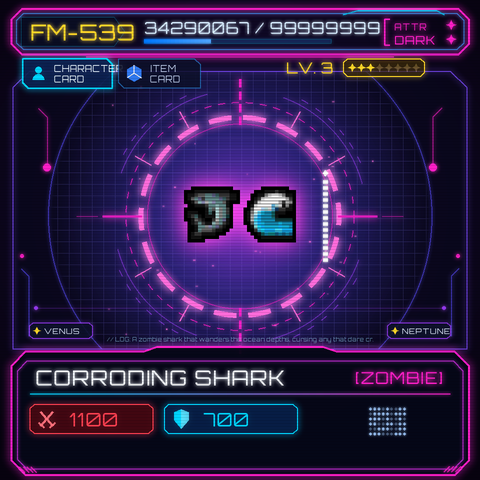 FM-539
34290067 / 99999999
ATTR
DARK
CHARACTER
CARD
ITEM
CARD
LV. 3
VENUS
NEPTUNE
// LOG: A zombie shark that wanders the ocean depths, cursing any that dare cr
CORRODING SHARK
[ZOMBIE]
1100
700